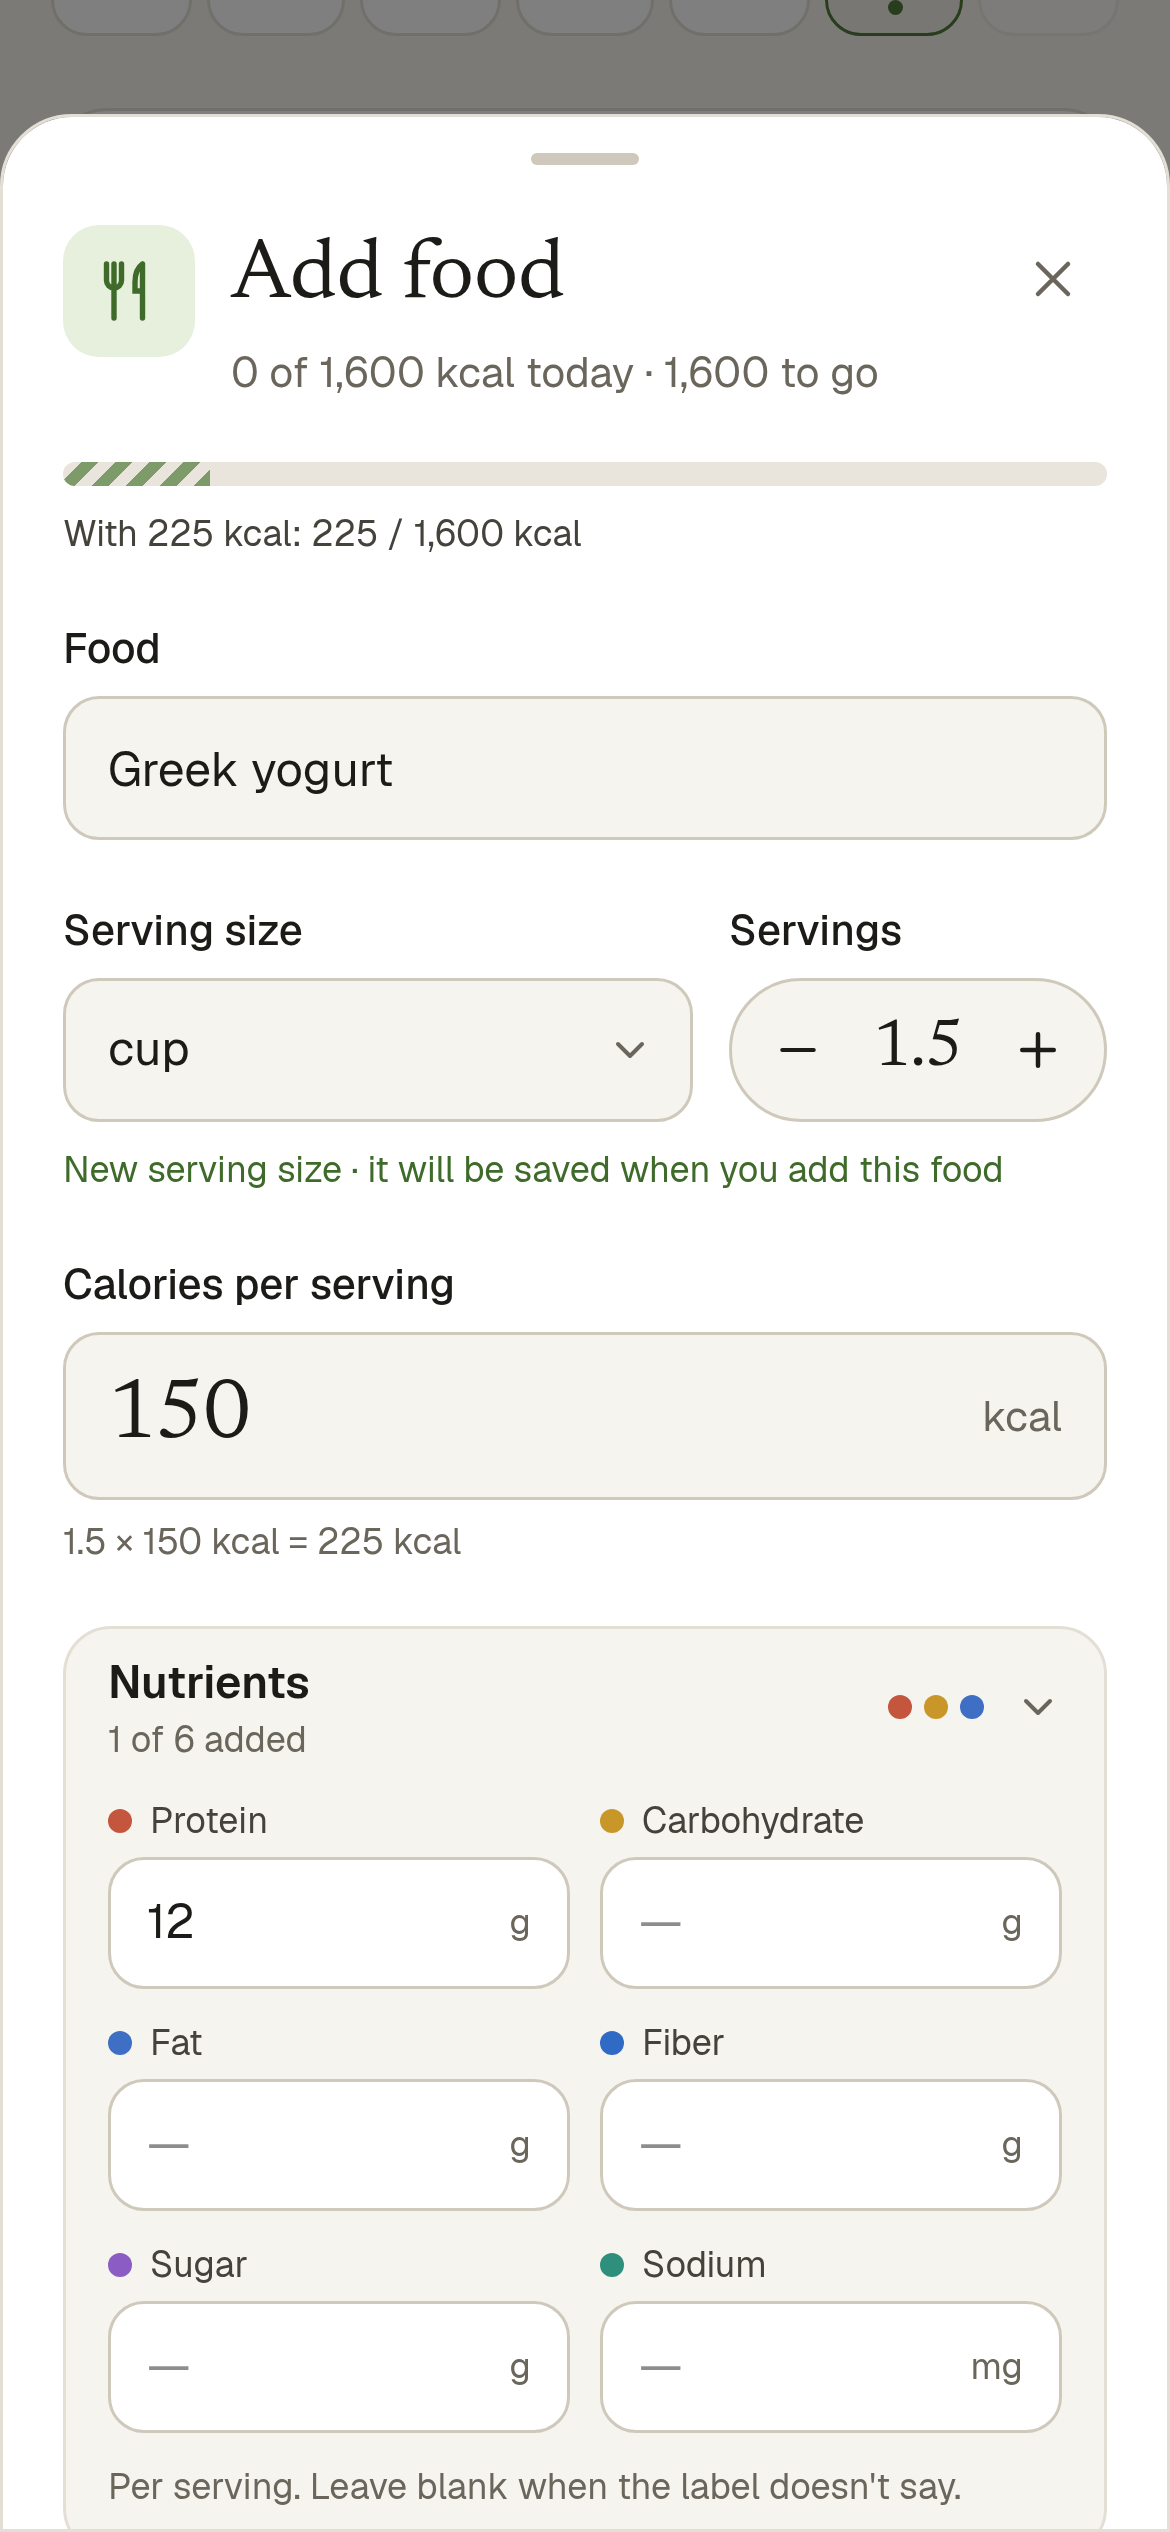 Add food
0 of 1,600 kcal today · 1,600 to go
With 225 kcal: 225 / 1,600 kcal
Food
Greek yogurt
Serving size
Servings
cup
1.5
New serving size · it will be saved when you add this food
Calories per serving
150 kcal
1.5 × 150 kcal = 225 kcal
Nutrients
1 of 6 added
Protein
Carbohydrate
12 g
— g
Fat
Fiber
— g
— g
Sugar
Sodium
— g
— mg
Per serving. Leave blank when the label doesn't say.